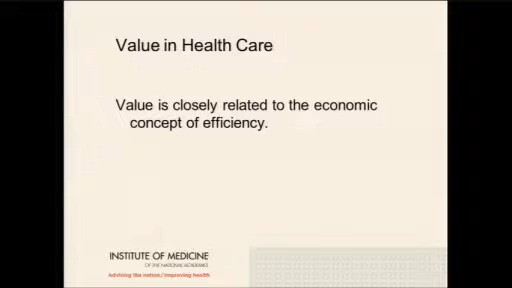 Value in Health Care
Value is closely related to the economic
concept of efficiency.
INSTITUTE OF MEDICINE
OF THE NATIONAL ACADEMIES
Advising the nation / Improving health